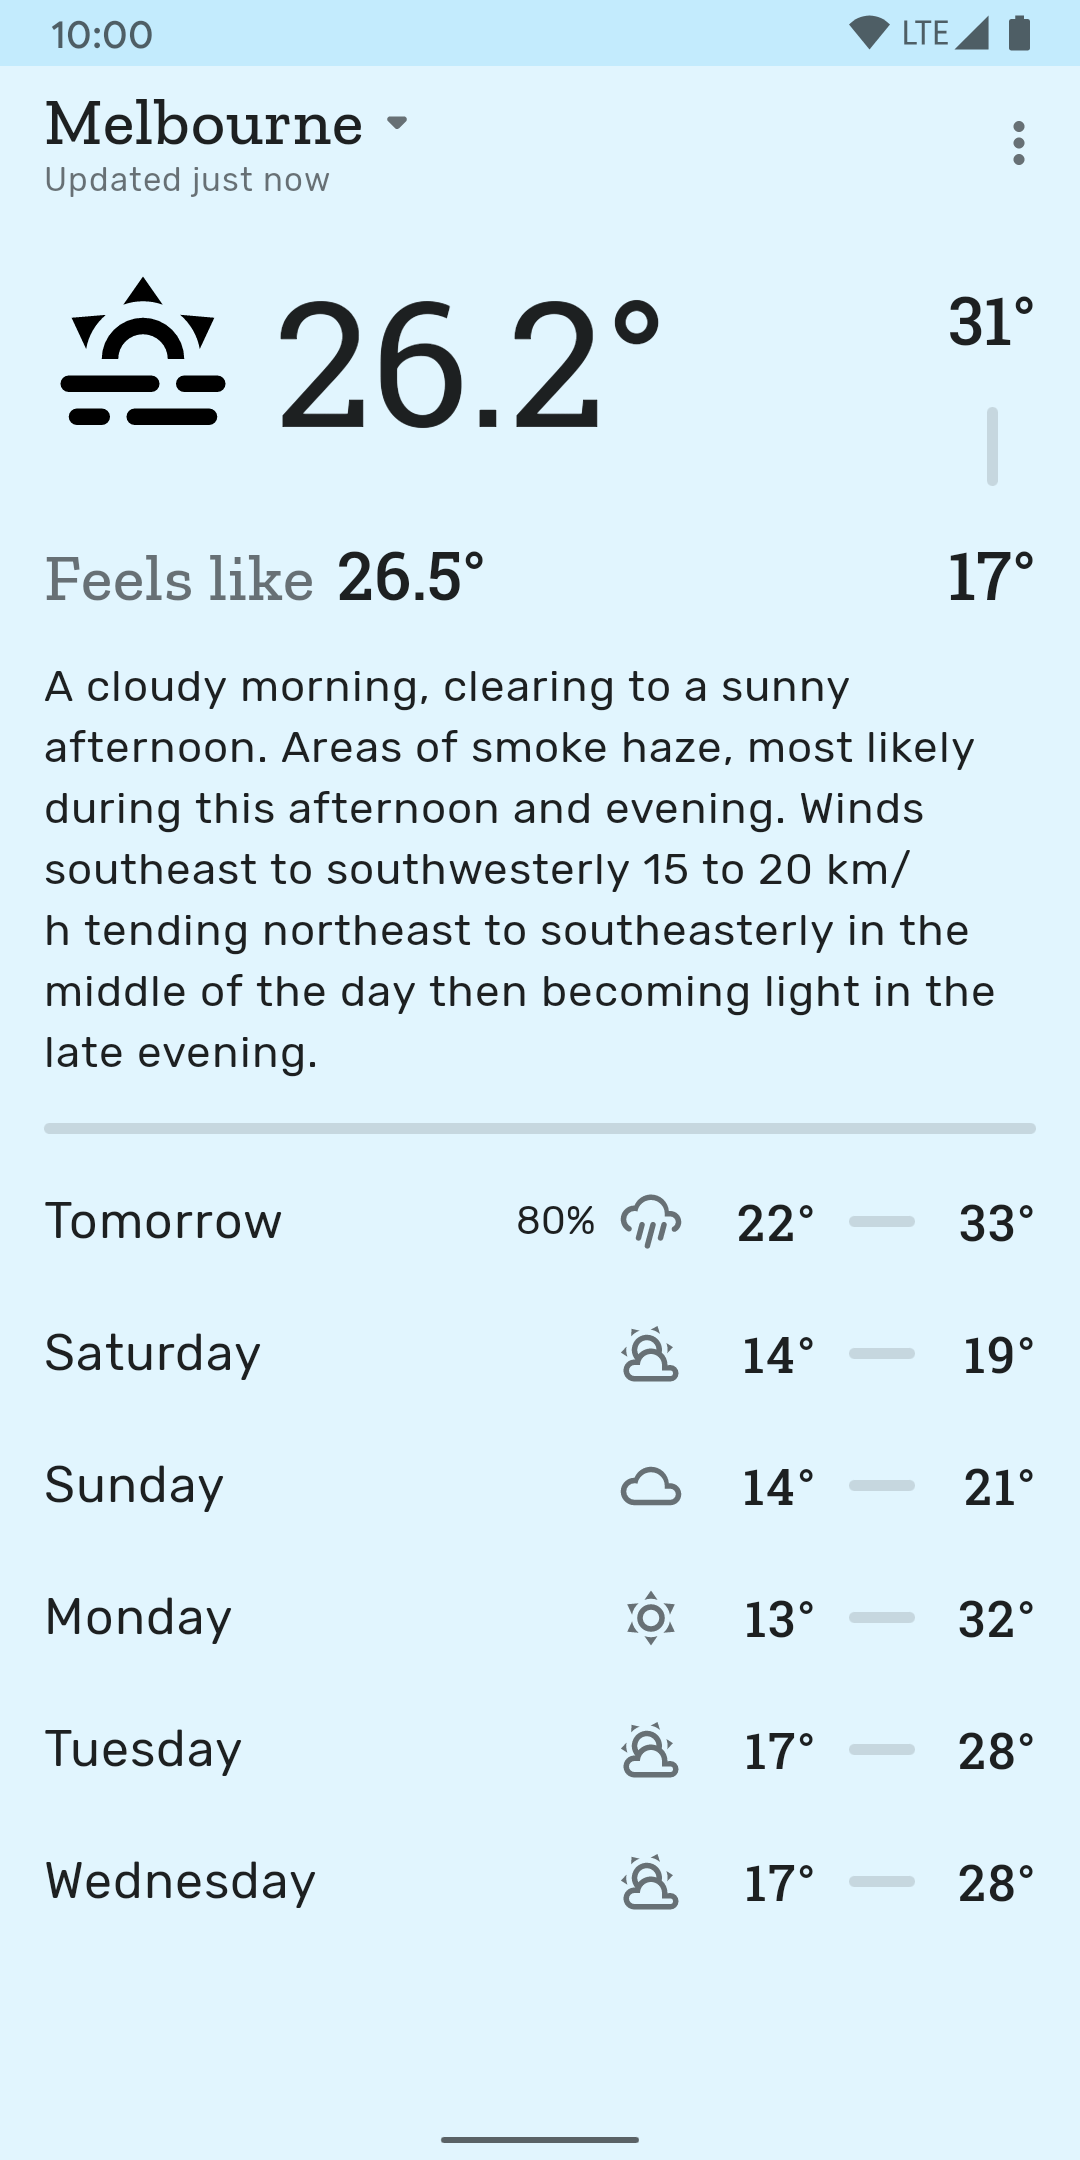 10:00 LTE
Melbourne
Updated just now
26.2° 31°
Feels like 26.5° 17°
A cloudy morning, clearing to a sunny
afternoon. Areas of smoke haze, most likely
during this afternoon and evening. Winds
southeast to southwesterly 15 to 20 km/
h tending northeast to southeasterly in the
middle of the day then becoming light in the
late evening.
Tomorrow 80% 22° 33°
Saturday 14° 19°
Sunday 14° 21°
Monday 13° 32°
Tuesday 17° 28°
Wednesday 17° 28°